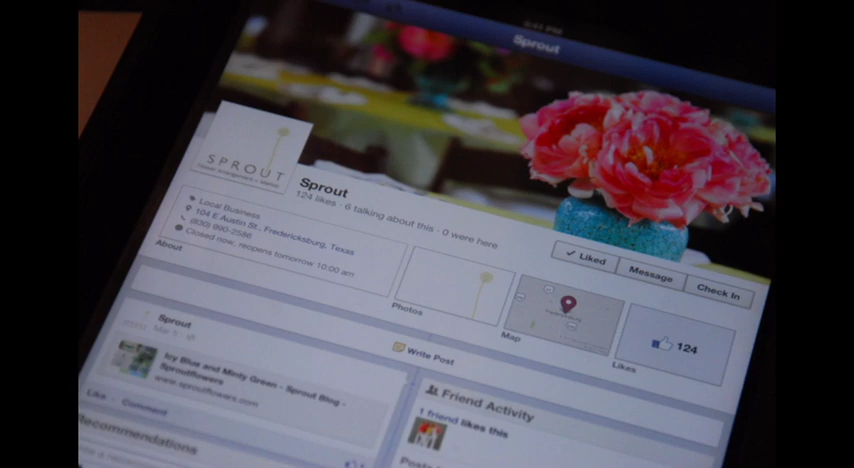 Sprout
SPROUT
Sprout
124 likes · 6 talking about this · 0 were here
Local Business
104 E Austin St., Fredericksburg, Texas
(830) 990-2586
Closed now, reopens tomorrow 10:00 am
About
Liked
Message
Check In
Photos
Map
124
Likes
Write Post
Sprout
Mar 5
Icy Blue and Minty Green - Sprout Blog -
Sproutflowers
www.sproutflowers.com
Like · Comment
Recommendations
Friend Activity
1 friend likes this